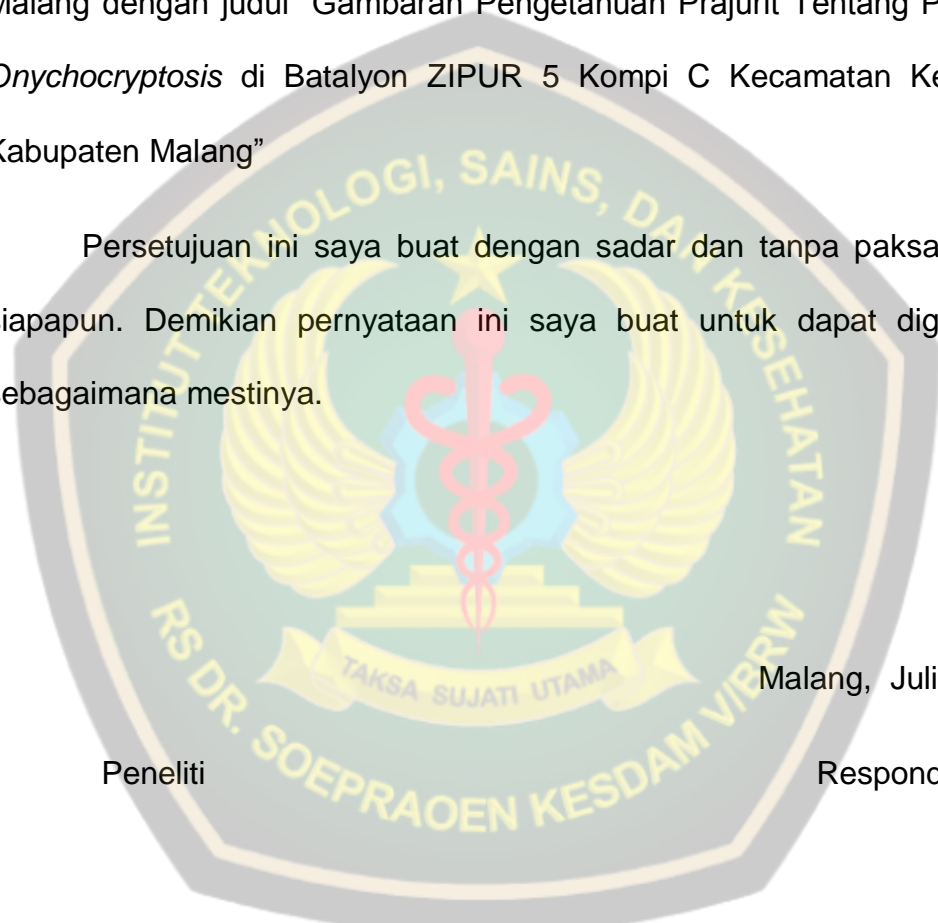 Malang dengan judul "Gambaran Pengetahuan Prajurit Tentang P
Onychocryptosis di Batalyon ZIPUR 5 Kompi C Kecamatan Ke
Kabupaten Malang”
Persetujuan ini saya buat dengan sadar dan tanpa paksa
siapapun. Demikian pernyataan ini saya buat untuk dapat dig
sebagaimana mestinya.
INSTITUT TEKNOLOGI, SAINS, DAN KESEHATAN
RS DR. SOEPRAOEN KESDAM V/BRW
TAKSA SUJATI UTAMA
Malang, Juli
Peneliti Respond